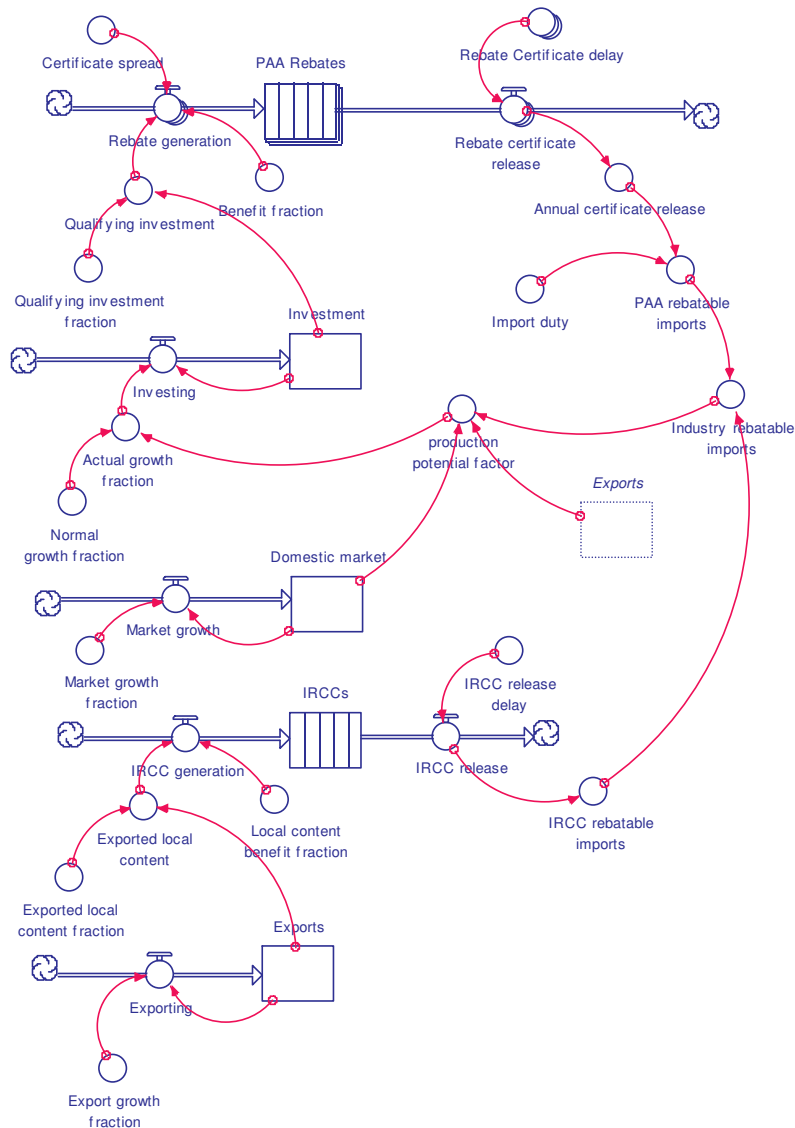 Certificate spread
PAA Rebates
Rebate Certificate delay
Rebate generation
Rebate certificate
release
Benefit fraction
Annual certificate release
Qualifying investment
Qualifying investment
fraction
Import duty
PAA rebatable
imports
Investment
Investing
Industry rebatable
imports
production
potential factor
Actual growth
fraction
Exports
Normal
growth fraction
Domestic market
Market growth
Market growth
fraction
IRCC release
delay
IRCCs
IRCC generation
IRCC release
Exported local
content
Local content
benefit fraction
IRCC rebatable
imports
Exported local
content fraction
Exports
Exporting
Export growth
fraction